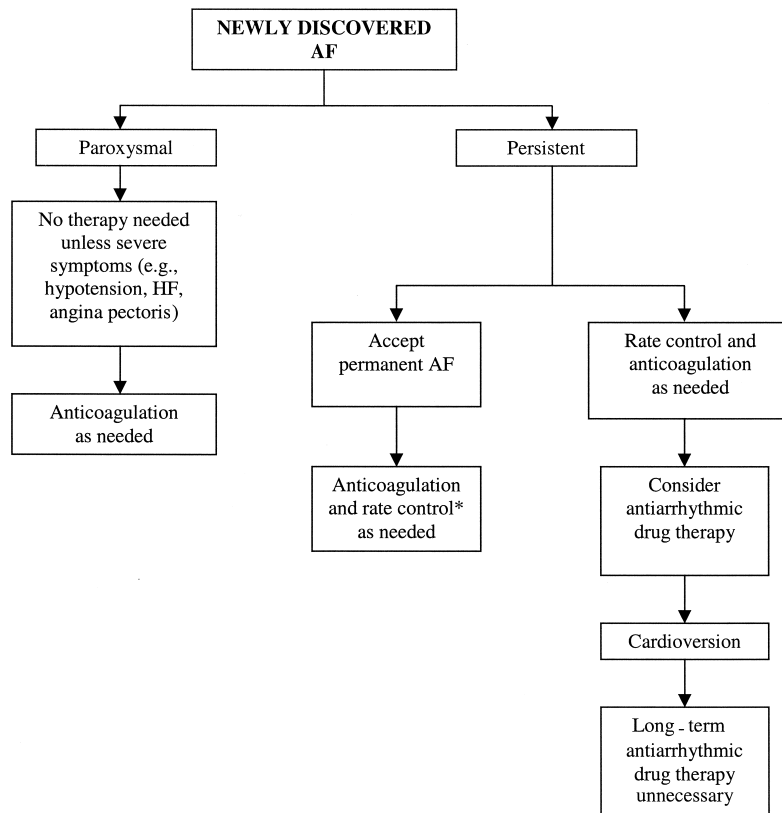 NEWLY DISCOVERED
AF
Paroxysmal
Persistent
No therapy needed
unless severe
symptoms (e.g.,
hypotension, HF,
angina pectoris)
Anticoagulation
as needed
Accept
permanent AF
Anticoagulation
and rate control*
as needed
Rate control and
anticoagulation
as needed
Consider
antiarrhythmic
drug therapy
Cardioversion
Long-term
antiarrhythmic
drug therapy
unnecessary